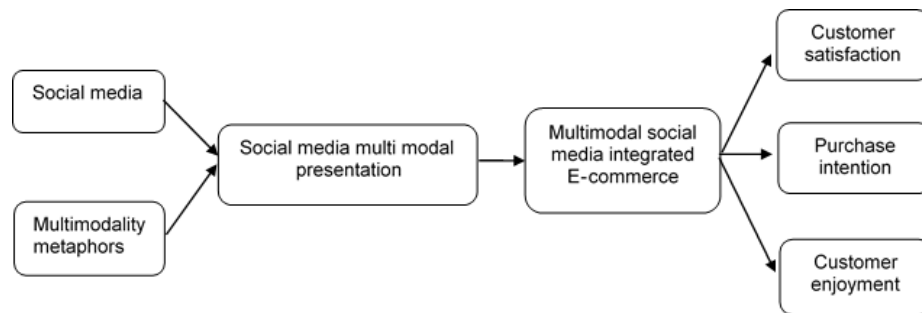 Social media
Multimodality
metaphors
Social media multi modal
presentation
Multimodal social
media integrated
E-commerce
Customer
satisfaction
Purchase
intention
Customer
enjoyment